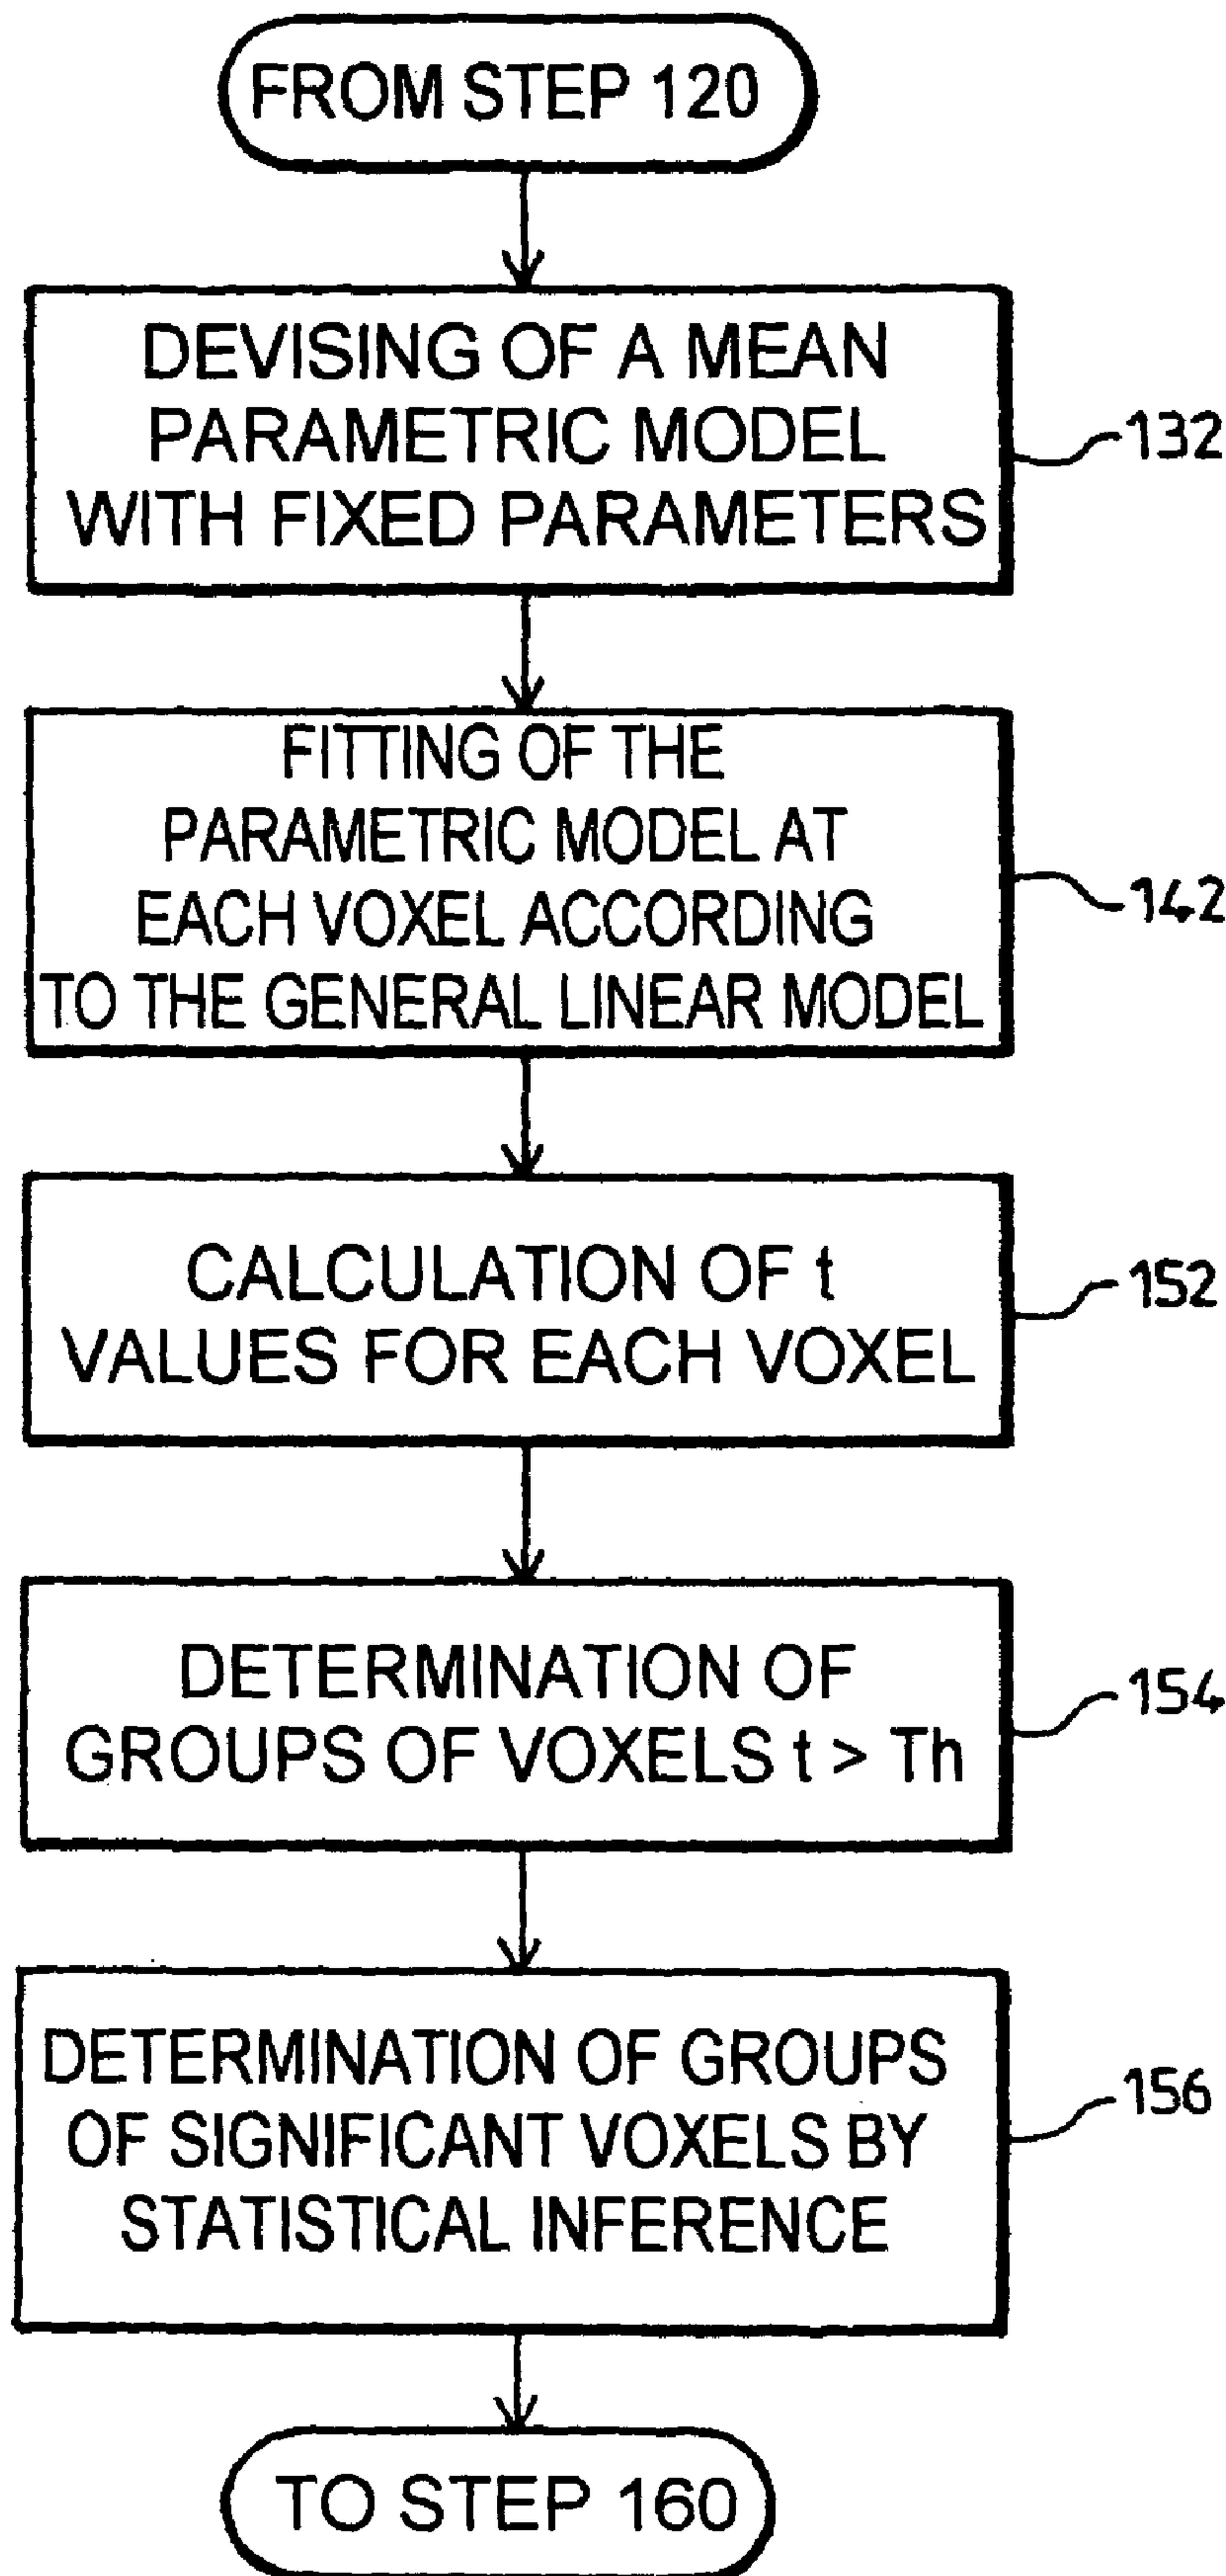 FROM STEP 120
DEVISING OF A MEAN
PARAMETRIC MODEL
WITH FIXED PARAMETERS
132
FITTING OF THE
PARAMETRIC MODEL AT
EACH VOXEL ACCORDING
TO THE GENERAL LINEAR MODEL
142
CALCULATION OF t
VALUES FOR EACH VOXEL
152
DETERMINATION OF
GROUPS OF VOXELS t > Th
154
DETERMINATION OF GROUPS
OF SIGNIFICANT VOXELS BY
STATISTICAL INFERENCE
156
TO STEP 160